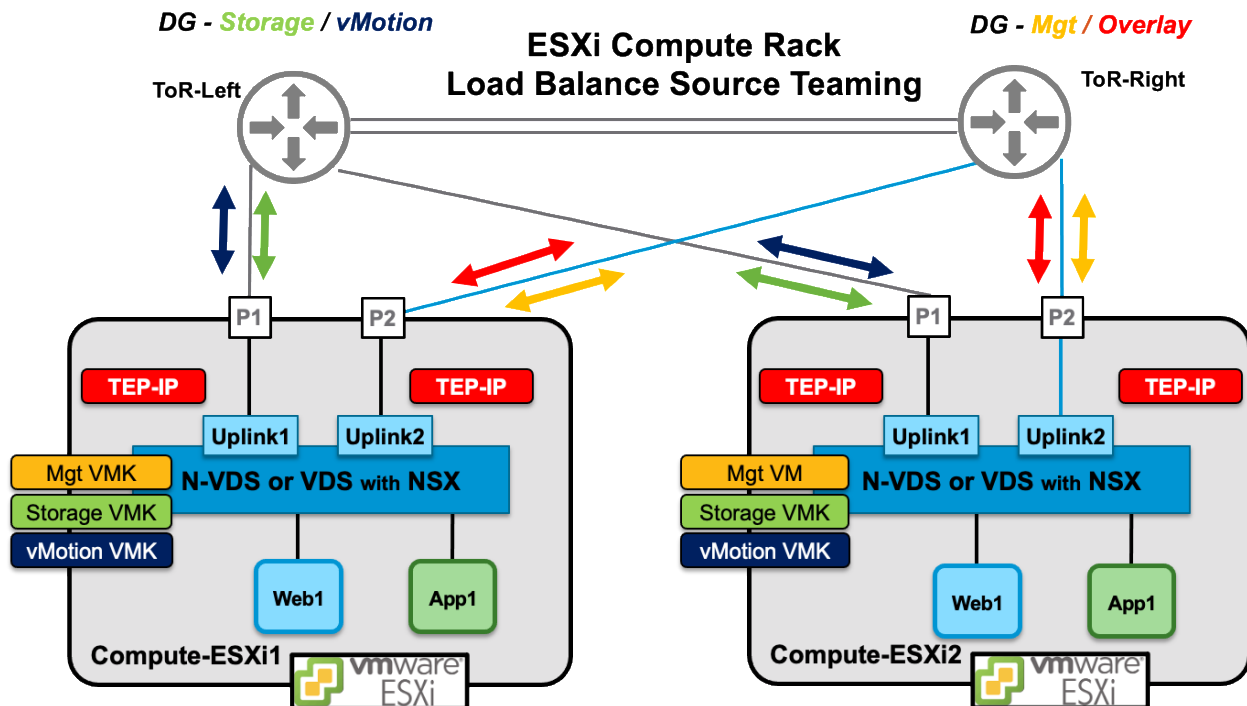 DG - Storage / vMotion
DG - Mgt / Overlay
ESXi Compute Rack
Load Balance Source Teaming
ToR-Left
ToR-Right
P1
P2
P1
P2
TEP-IP
TEP-IP
TEP-IP
TEP-IP
Uplink1
Uplink2
Uplink1
Uplink2
Mgt VMK
N-VDS or VDS with NSX
Mgt VM
N-VDS or VDS with NSX
Storage VMK
Storage VMK
vMotion VMK
vMotion VMK
Web1
App1
Web1
App1
Compute-ESXi1
Compute-ESXi2
vmware®
ESXi
vmware®
ESXi